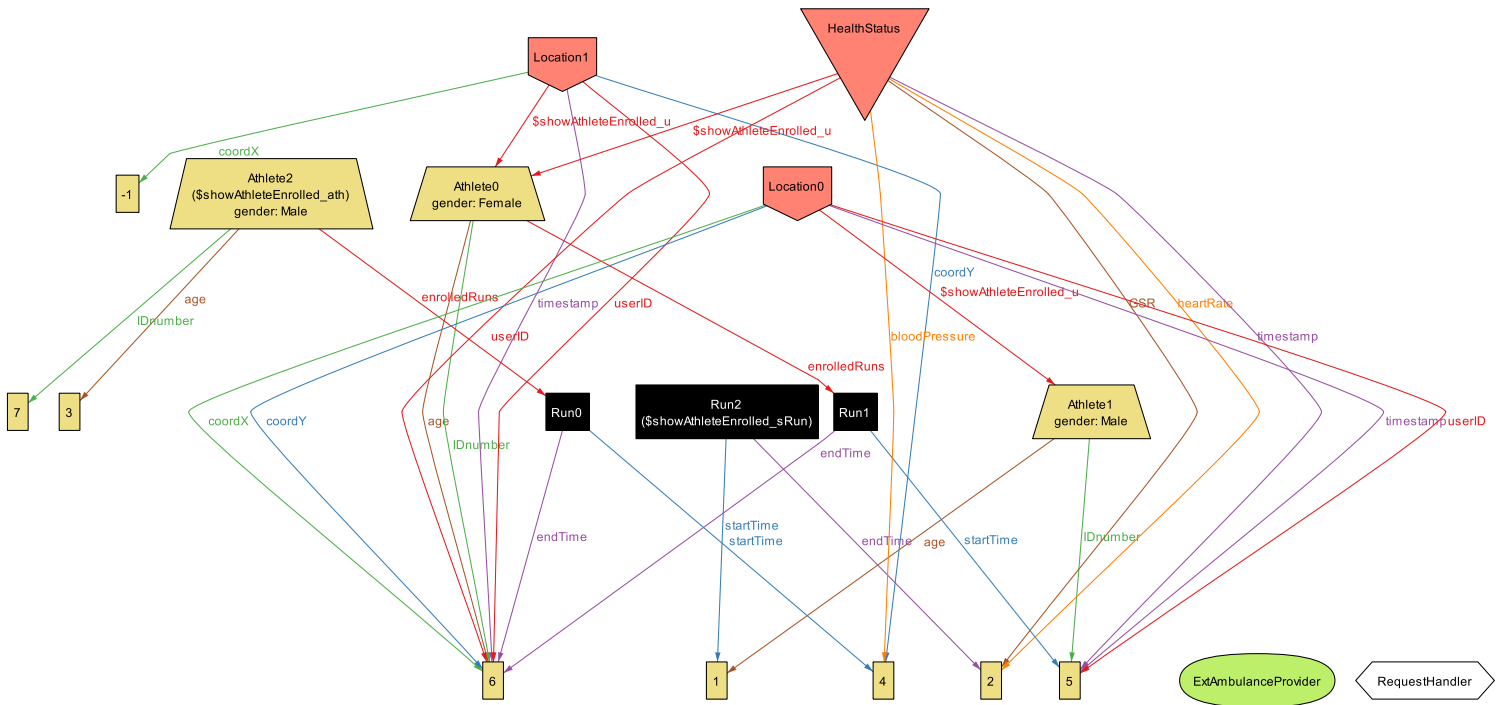 HealthStatus
Location1
$showAthleteEnrolled_u
$showAthleteEnrolled_u
coordX
Athlete2
($showAthleteEnrolled_ath)
gender: Male
Athlete0
gender: Female
Location0
-1
coordY
$showAthleteEnrolled_u
enrolledRuns
timestamp
userID
GSR
heartRate
age
IDnumber
userID
bloodPressure
timestamp
enrolledRuns
7
3
Run0
Run2
($showAthleteEnrolled_sRun)
Run1
Athlete1
gender: Male
coordX
coordY
age
IDnumber
timestamp
userID
endTime
endTime
startTime
startTime
endTime
age
startTime
IDnumber
6
1
4
2
5
ExtAmbulanceProvider
RequestHandler